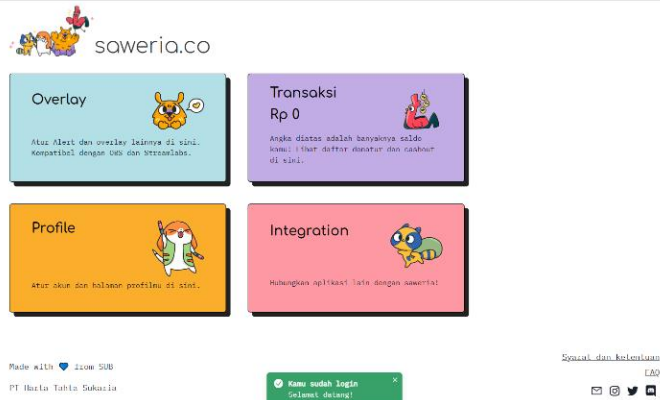 saweria.co
Overlay
Atur Alert dan overlay lainnya di sini.
Kompatibel dengan OBS dan Streamlabs.
Transaksi
Rp 0
Angka diatas adalah banyaknya saldo
kamu! Lihat daftar donatur dan cashout
di sini.
Profile
Atur akun dan halaman profilmu di sini.
Integration
Hubungkan aplikasi lain dengan saweria!
Made with 💙 from SUB
PT Harta Tahta Sukaria
Syarat dan ketentuan
FAQ
Kamu sudah login
Selamat datang!